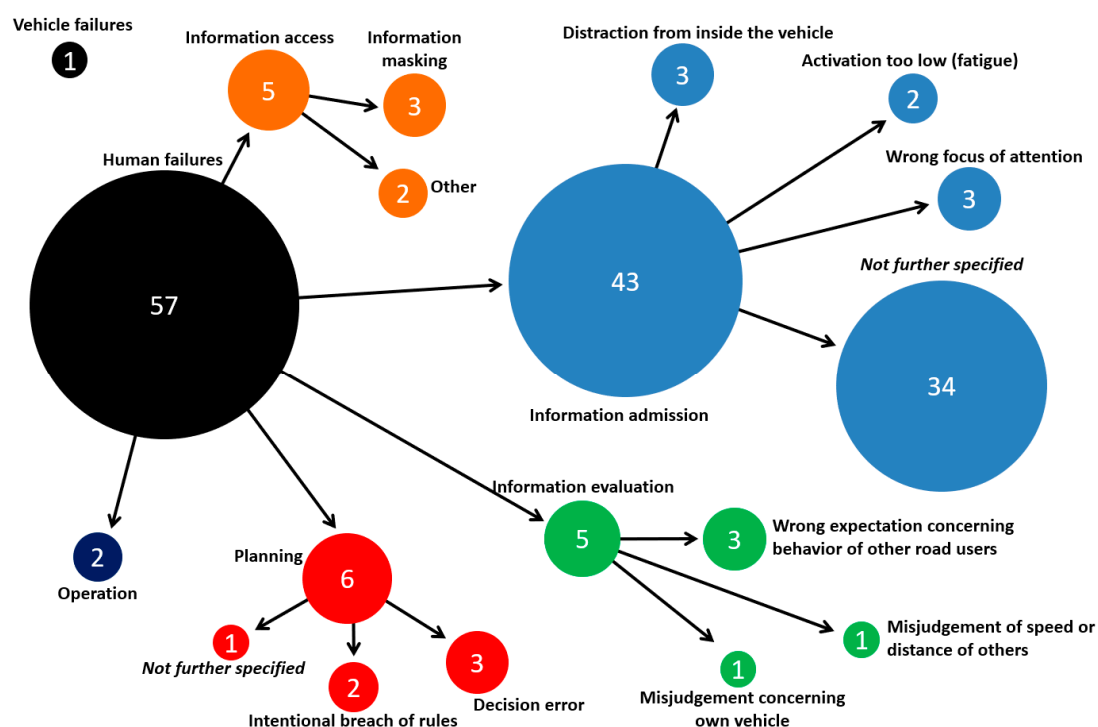 Vehicle failures
1
Information access
5
Information
masking
3
2
Other
Human failures
57
Distraction from inside the vehicle
3
Activation too low (fatigue)
2
Wrong focus of attention
3
Not further specified
34
43
Information admission
Information evaluation
5
3
Wrong expectation concerning
behavior of other road users
1
Misjudgement of speed or
distance of others
1
Misjudgement concerning
own vehicle
Planning
6
1
Not further specified
2
Intentional breach of rules
3
Decision error
2
Operation